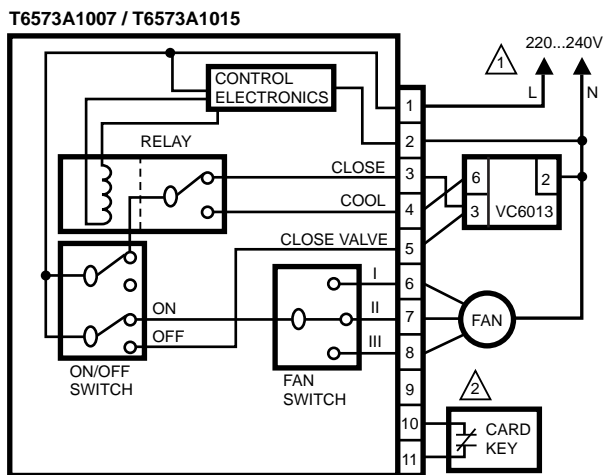 T6573A1007 / T6573A1015
1
220...240V
L
N
CONTROL
ELECTRONICS
RELAY
CLOSE
COOL
CLOSE VALVE
1
2
3
4
5
6
7
8
9
10
11
6
2
3
VC6013
I
II
III
ON
OFF
ON/OFF
SWITCH
FAN
SWITCH
FAN
2
CARD
KEY